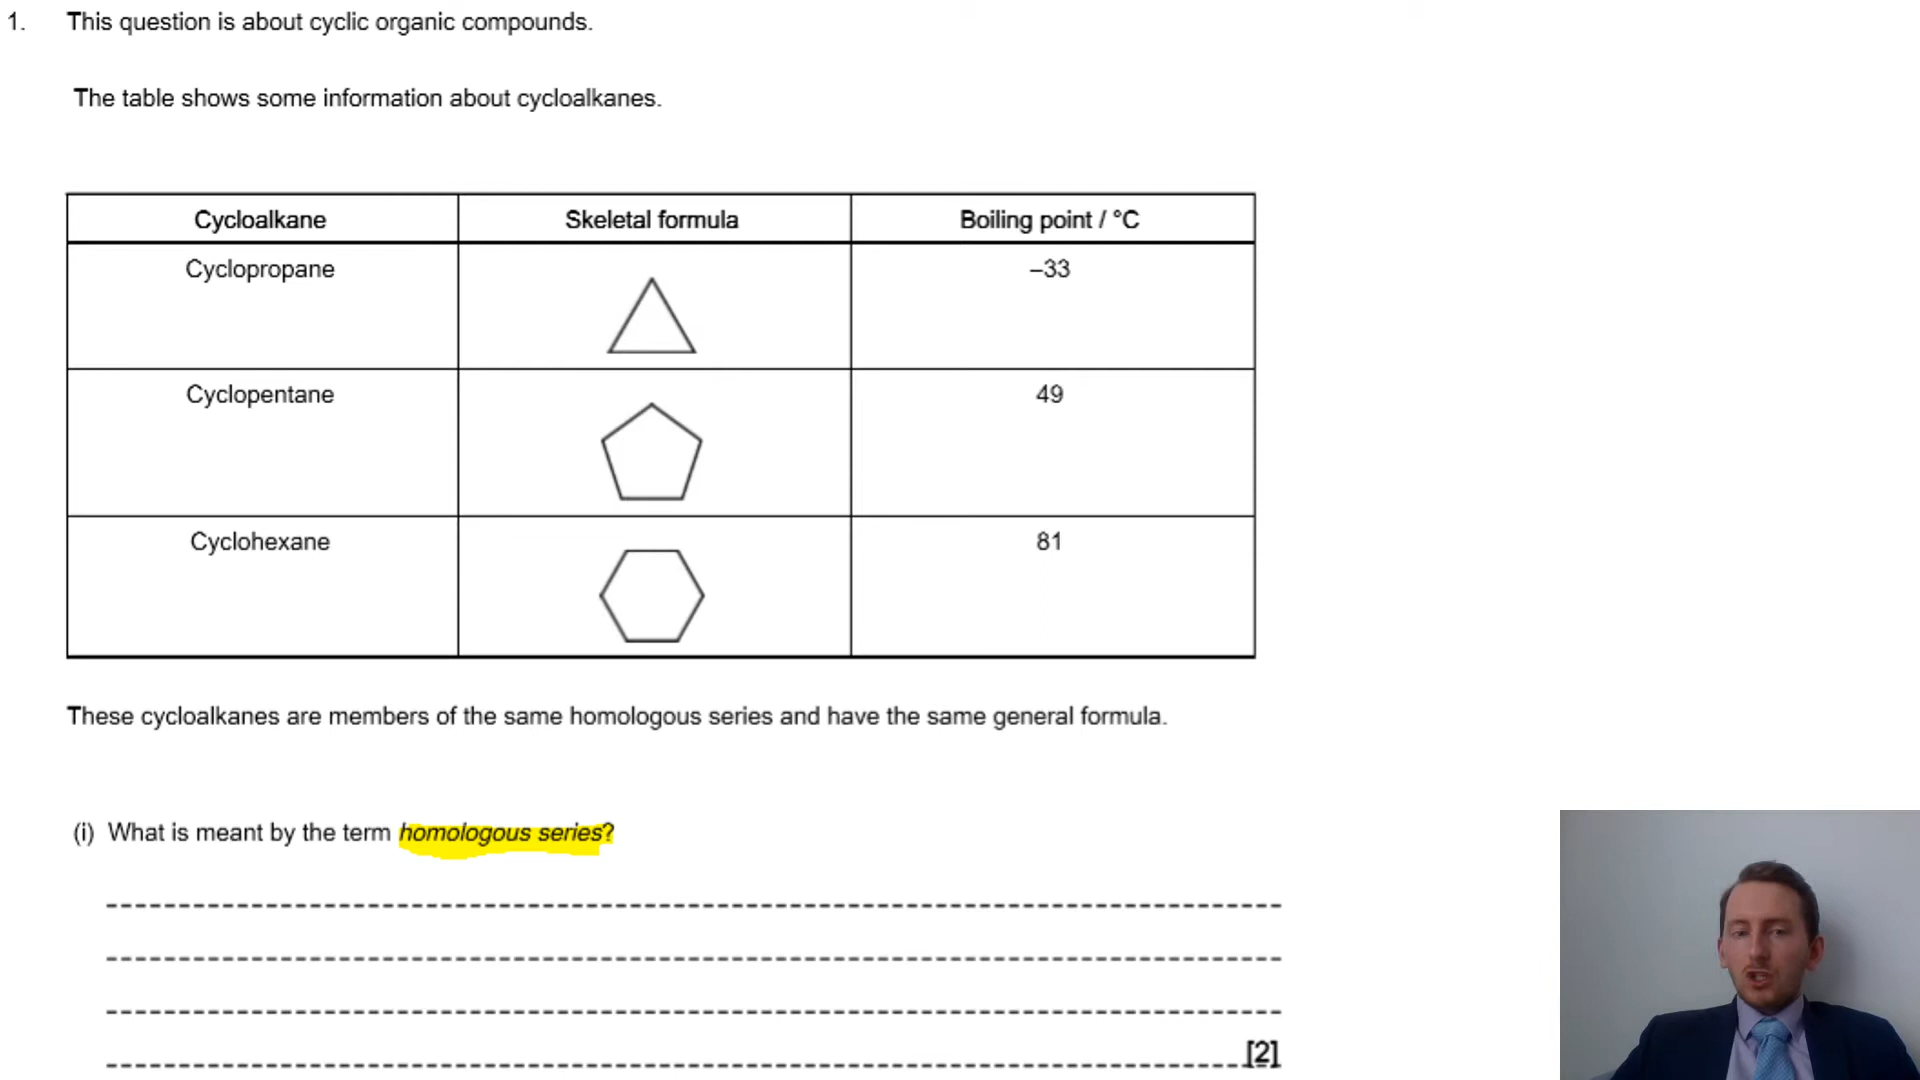 1. This question is about cyclic organic compounds.
The table shows some information about cycloalkanes.
Cycloalkane Skeletal formula Boiling point / °C
Cyclopropane –33
Cyclopentane 49
Cyclohexane 81
These cycloalkanes are members of the same homologous series and have the same general formula.
(i) What is meant by the term homologous series?
[2]